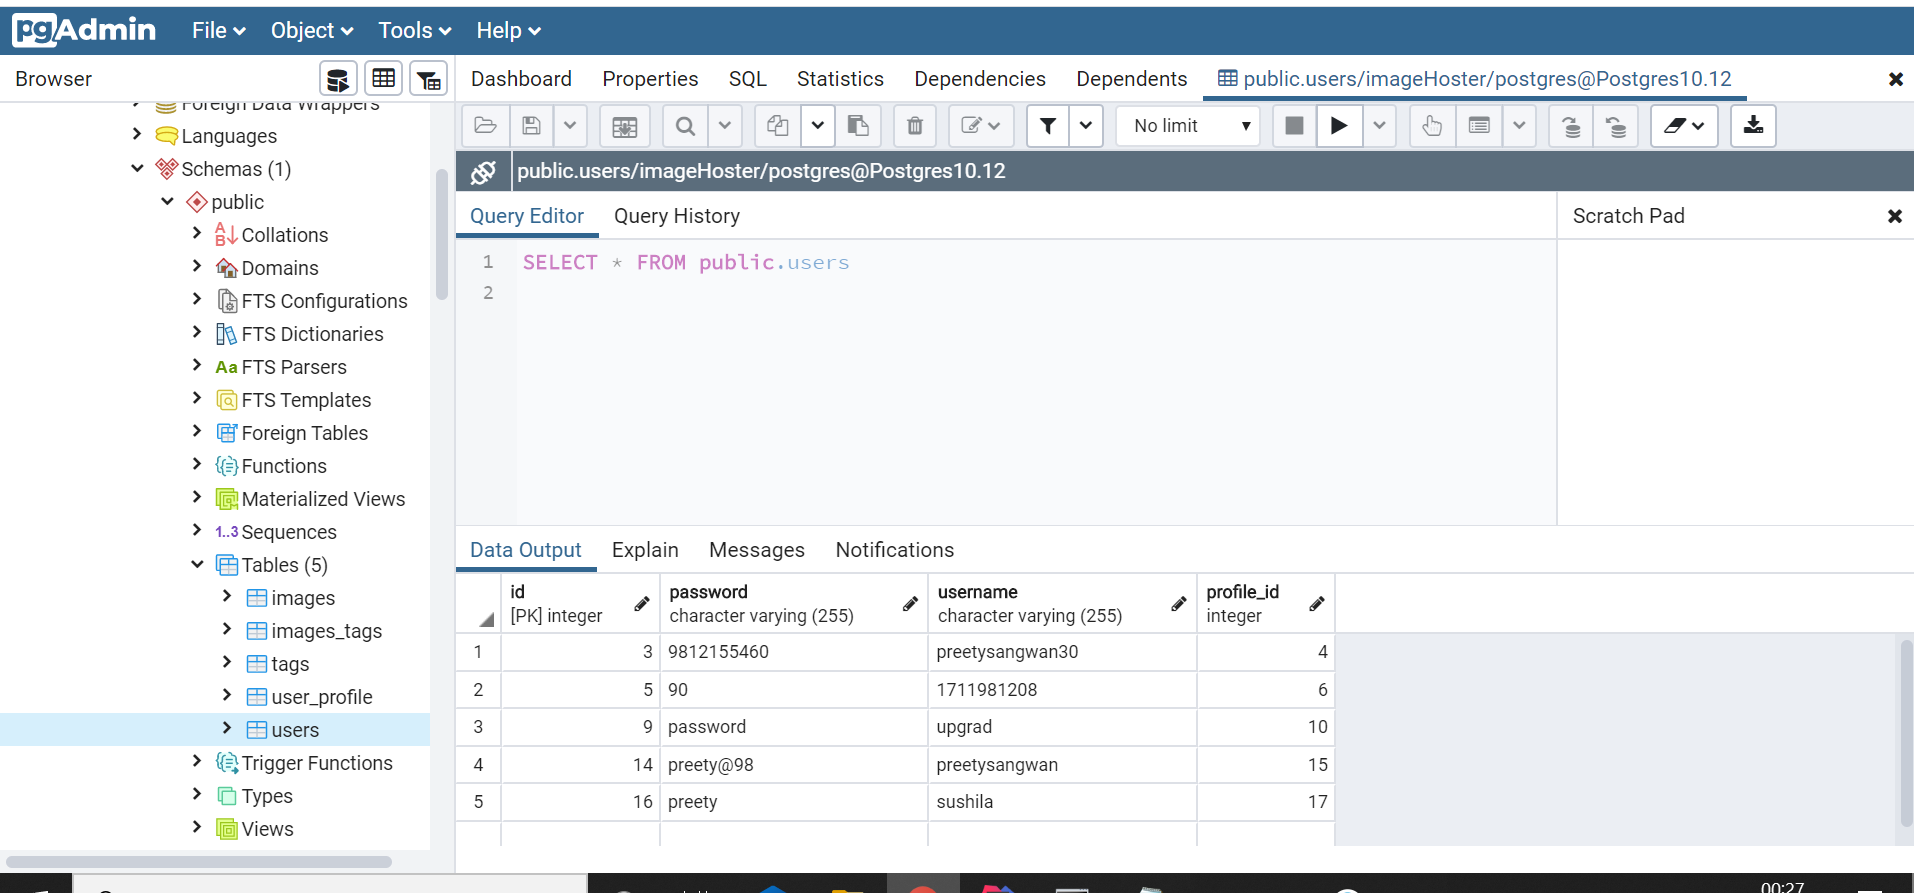 pgAdmin File Object Tools Help
Browser
Dashboard Properties SQL Statistics Dependencies Dependents public.users/imageHoster/postgres@Postgres10.12
No limit
public.users/imageHoster/postgres@Postgres10.12
Foreign Data Wrappers
Languages
Schemas (1)
public
Collations
Domains
FTS Configurations
FTS Dictionaries
Aa FTS Parsers
FTS Templates
Foreign Tables
Functions
Materialized Views
1..3 Sequences
Tables (5)
images
images_tags
tags
user_profile
users
Trigger Functions
Types
Views
Query Editor Query History
Scratch Pad
1 SELECT * FROM public.users
2
Data Output Explain Messages Notifications
id password username profile_id
[PK] integer character varying (255) character varying (255) integer
1 3 9812155460 preetysangwan30 4
2 5 90 1711981208 6
3 9 password upgrad 10
4 14 preety@98 preetysangwan 15
5 16 preety sushila 17
00:27